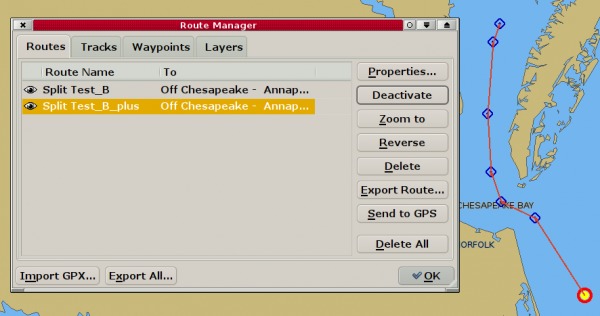 Route Manager
Routes Tracks Waypoints Layers
Route Name To
Split Test_B Off Chesapeake - Annap...
Split Test_B_plus Off Chesapeake - Annap...
Properties...
Deactivate
Zoom to
Reverse
Delete
Export Route...
Send to GPS
Delete All
Import GPX... Export All... OK
CHESAPEAKE BAY
ORFOLK